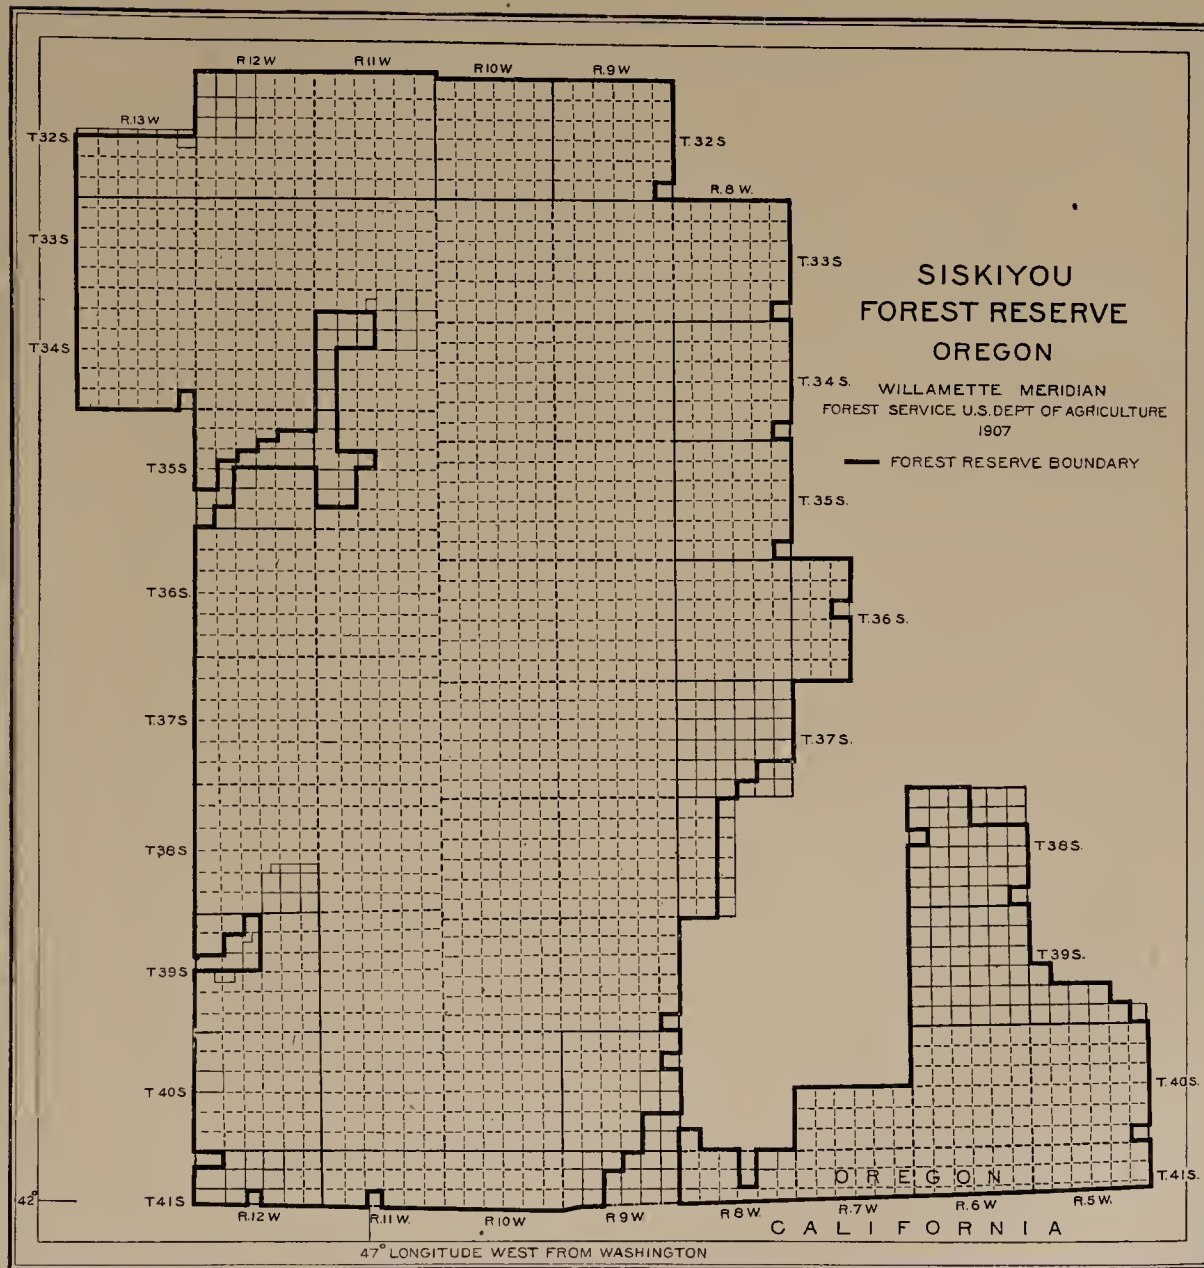 R 12 W R 11 W R 10 W R. 9 W
R. 13 W
T 32 S. T. 32 S
R. 8 W.
T 33 S T. 33 S
SISKIYOU
FOREST RESERVE
OREGON
T 34 S T. 34 S.
WILLAMETTE MERIDIAN
FOREST SERVICE U.S. DEPT OF AGRICULTURE
1907
FOREST RESERVE BOUNDARY
T 35 S T. 35 S.
T 36 S. T. 36 S.
T. 37 S T. 37 S.
T 38 S T 38 S.
T 39 S T 39 S.
T 40 S T. 40 S.
T 41 S T. 41 S.
42°
OREGON
R. 12 W R. 11 W. R. 10 W R. 9 W R. 8 W R. 7 W R. 6 W R. 5 W.
CALIFORNIA
47° LONGITUDE WEST FROM WASHINGTON